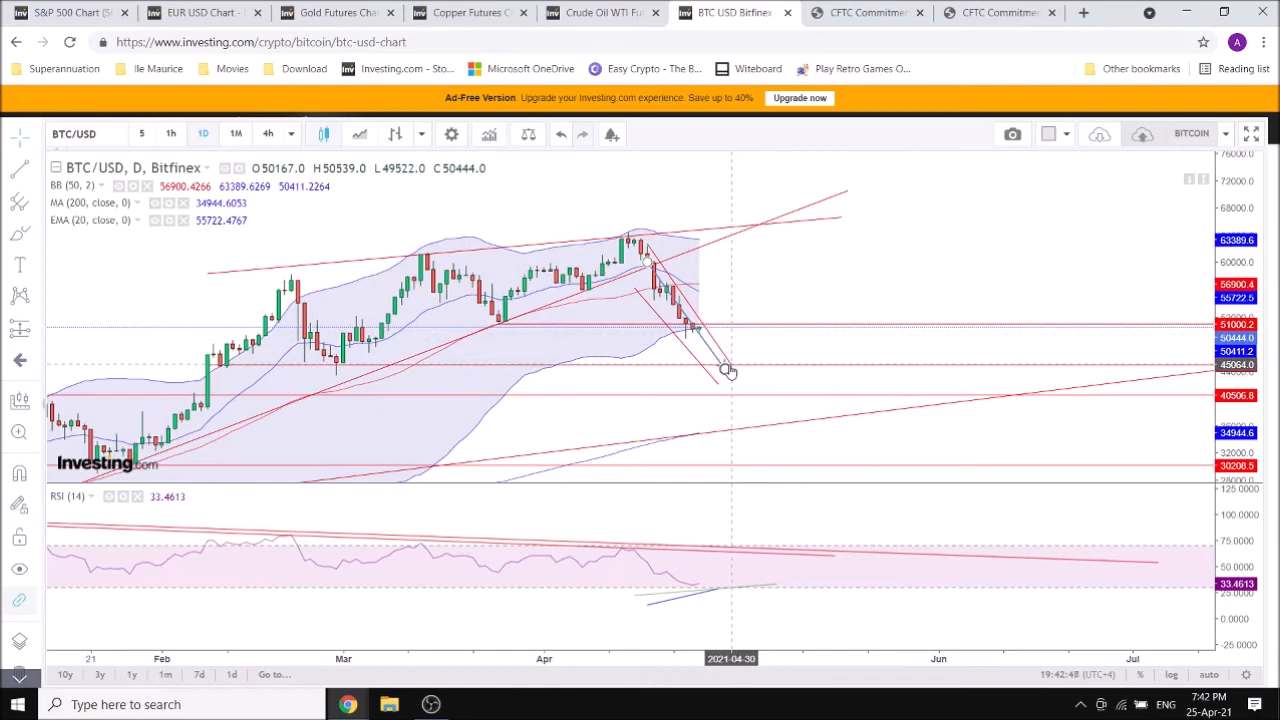 S&P 500 Chart (S
EUR USD Chart -
Gold Futures Char
Copper Futures C
Crude Oil WTI Fut
BTC USD Bitfinex
CFTC Commitmer
CFTC Commitmer
https://www.investing.com/crypto/bitcoin/btc-usd-chart
A
Superannuation
Ile Maurice
Movies
Download
Investing.com - Sto...
Microsoft OneDrive
Easy Crypto - The B...
Witeboard
Play Retro Games O...
Other bookmarks
Reading list
Ad-Free Version. Upgrade your Investing.com experience. Save up to 40%
Upgrade now
BTC/USD
5
1h
1D
1M
4h
BITCOIN
BTC/USD, D, Bitfinex
O50167.0 H50539.0 L49522.0 C50444.0
BB (50, 2)
56900.4266 63389.6269 50411.2264
MA (200, close, 0)
34944.6053
EMA (20, close, 0)
55722.4767
76000.0
72000.0
68000.0
63389.6
60000.0
56900.4
55722.5
51000.2
50444.0
50411.2
45064.0
40506.8
34944.6
32000.0
30208.5
28000.0
Investing.com
RSI (14)
33.4613
125.0000
100.0000
75.0000
50.0000
33.4613
25.0000
0.0000
-25.0000
21
Feb
Mar
Apr
2021-04-30
Jun
Jul
10y
3y
1y
1m
7d
1d
Go to...
19:42:48 (UTC+4)
%
log
auto
Type here to search
ENG
7:42 PM
25-Apr-21